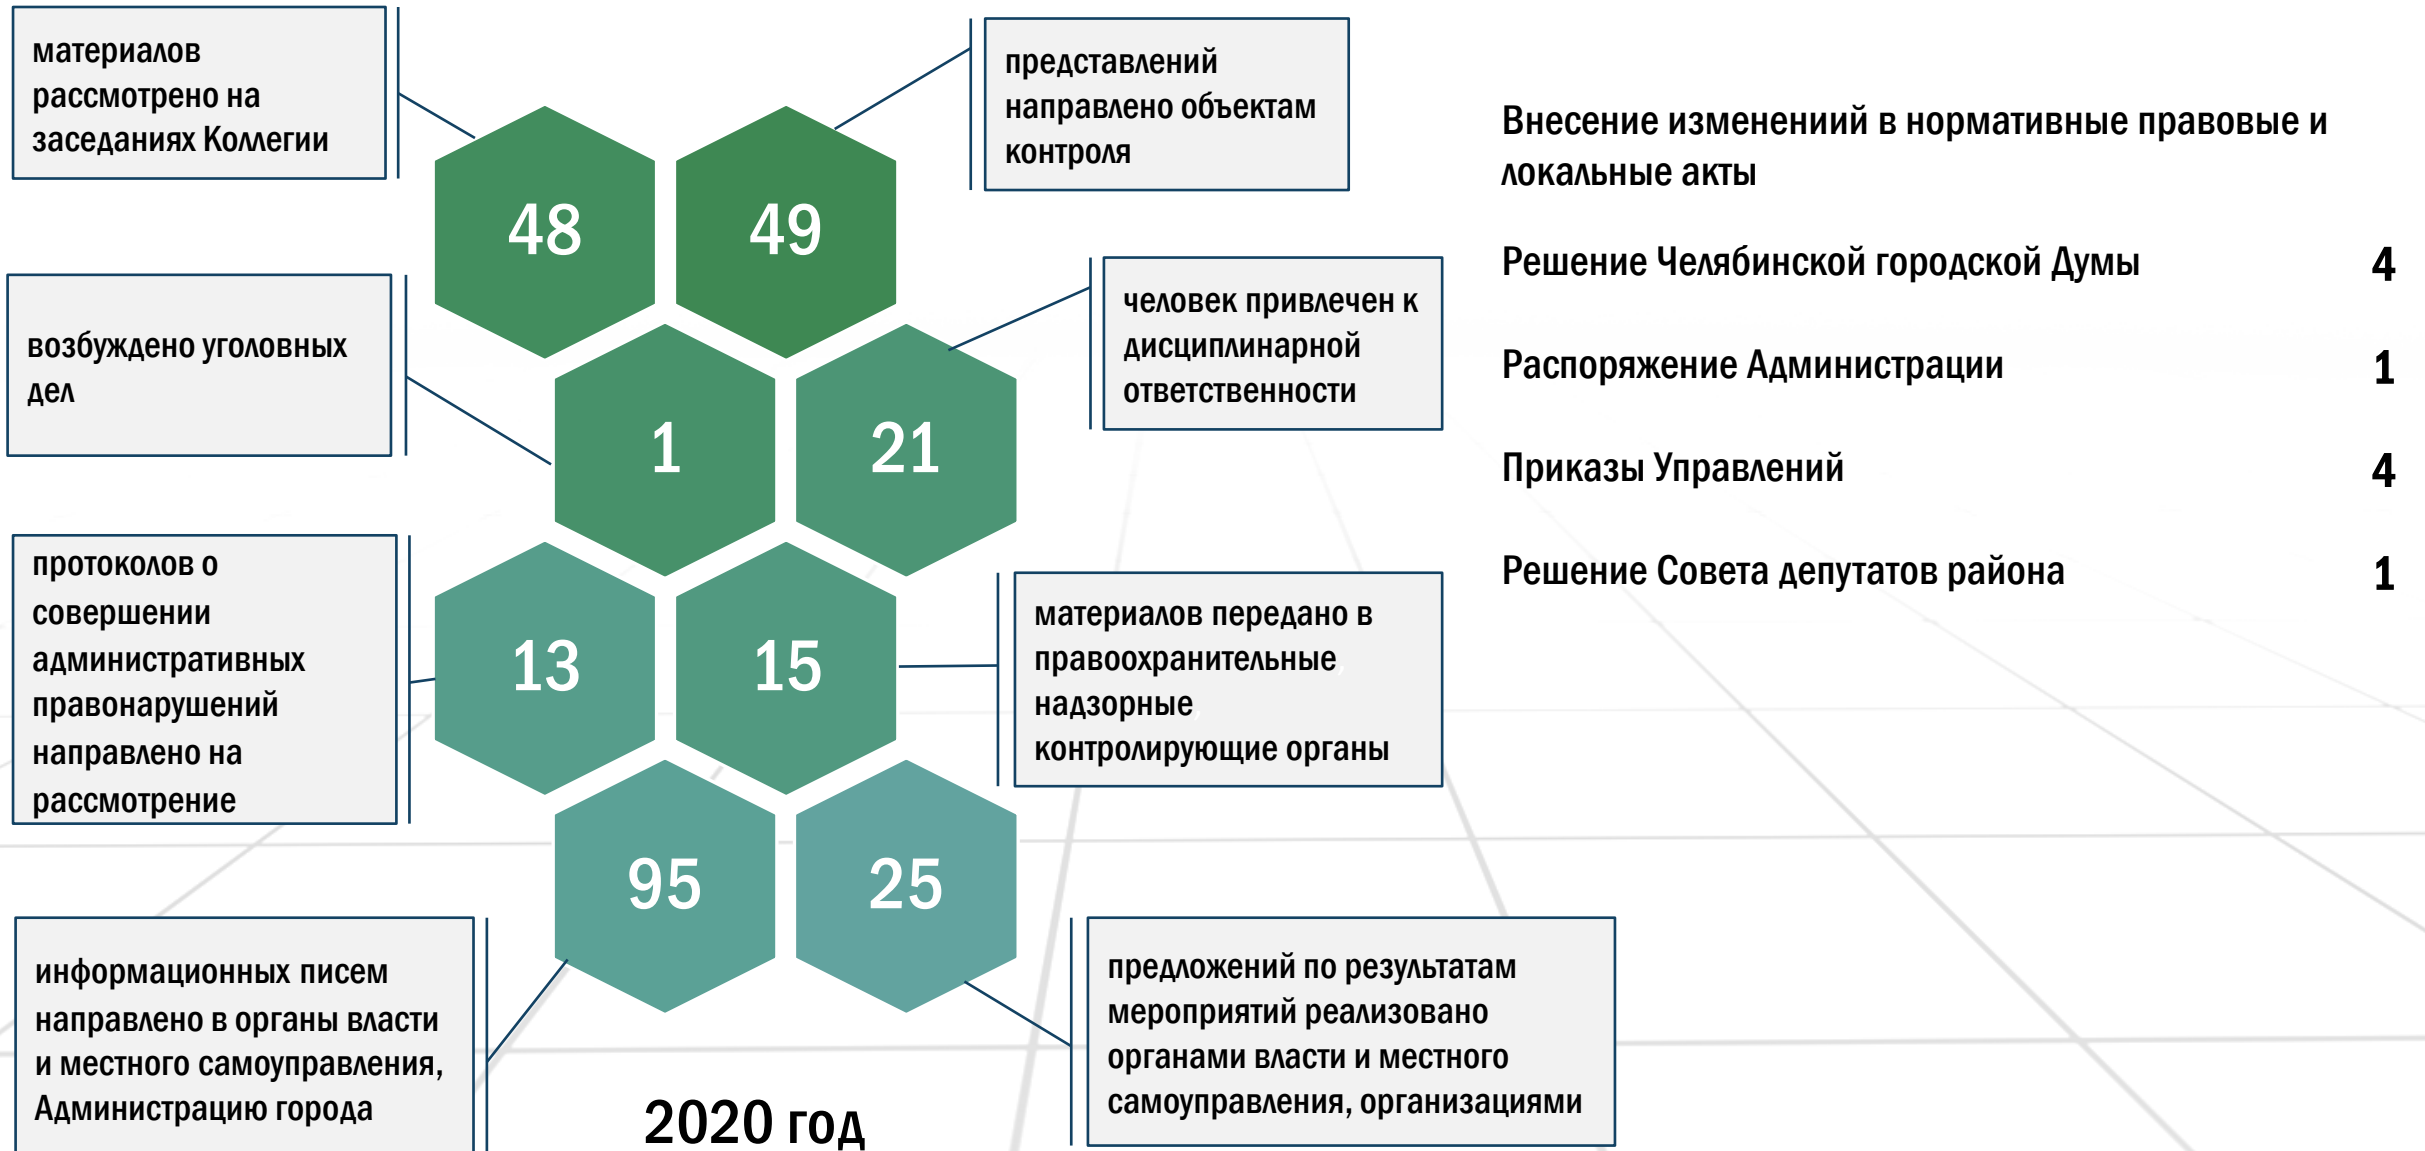 материалов
рассмотрено на
заседаниях Коллегии
48
49
представлений
направлено объектам
контроля
возбуждено уголовных
дел
1
21
человек привлечен к
дисциплинарной
ответственности
протоколов о
совершении
административных
правонарушений
направлено на
рассмотрение
13
15
материалов передано в
правоохранительные,
надзорные,
контролирующие органы
95
25
информационных писем
направлено в органы власти
и местного самоуправления,
Администрацию города
предложений по результатам
мероприятий реализовано
органами власти и местного
самоуправления, организациями
2020 год
Внесение измененийй в нормативные правовые и
локальные акты
Решение Челябинской городской Думы 4
Распоряжение Администрации 1
Приказы Управлений 4
Решение Совета депутатов района 1